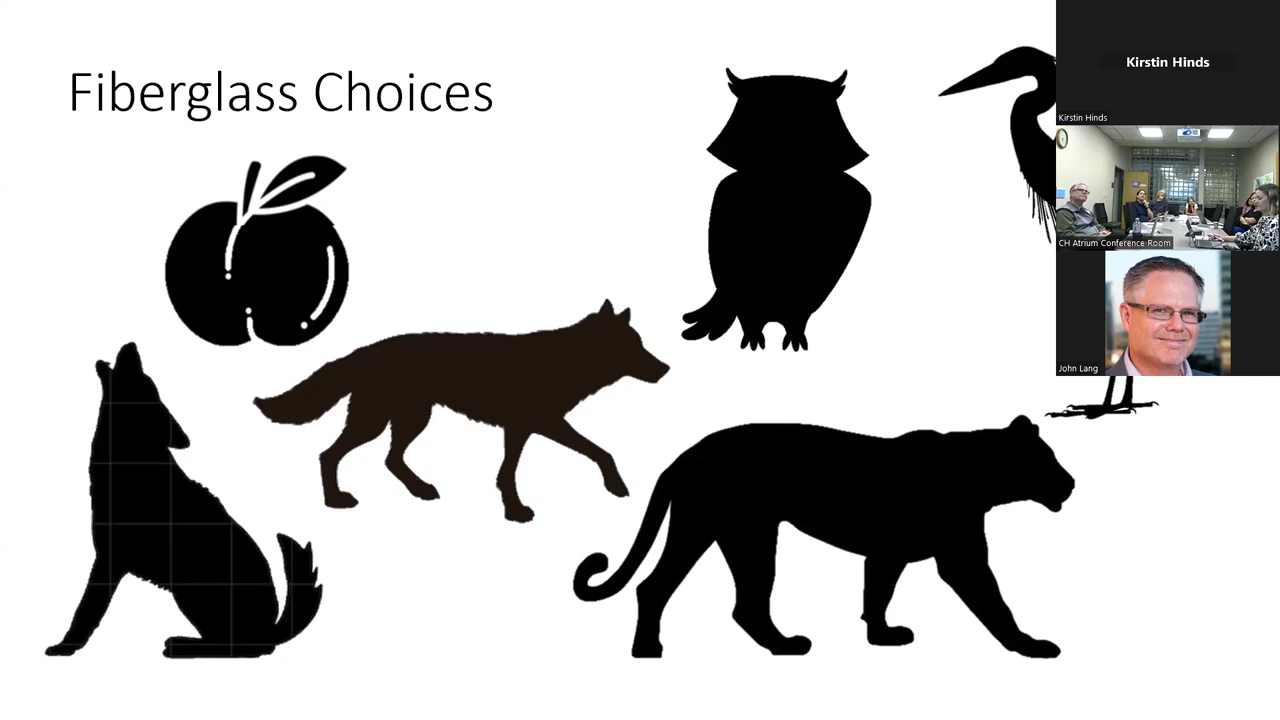 Fiberglass Choices
Kirstin Hinds
Kirstin Hinds
CH Atrium Conference Room
John Lang